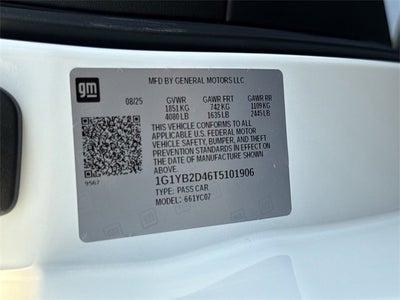 gm
MFD BY GENERAL MOTORS LLC
08/25 GVWR GAWR FRT GAWR RR
1851 KG 742 KG 1109 KG
4080 LB 1635 LB 2445 LB
THIS VEHICLE CONFORMS TO ALL
APPLICABLE U.S. FEDERAL MOTOR
VEHICLE SAFETY, BUMPER, AND THEFT
PREVENTION STANDARDS IN EFFECT
ON THE DATE OF MANUFACTURE SHOWN
ABOVE.
9567
1G1YB2D46T5101906
TYPE: PASS CAR
MODEL: 661YC07